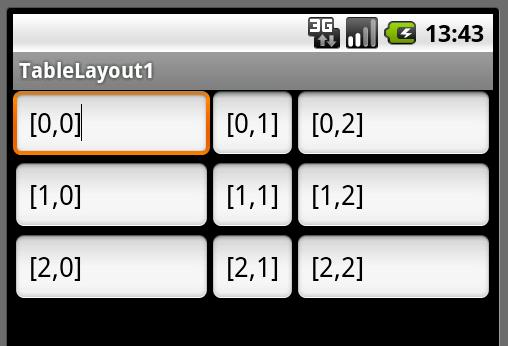 3G 13:43
TableLayout1
[0,0] [0,1] [0,2]
[1,0] [1,1] [1,2]
[2,0] [2,1] [2,2]